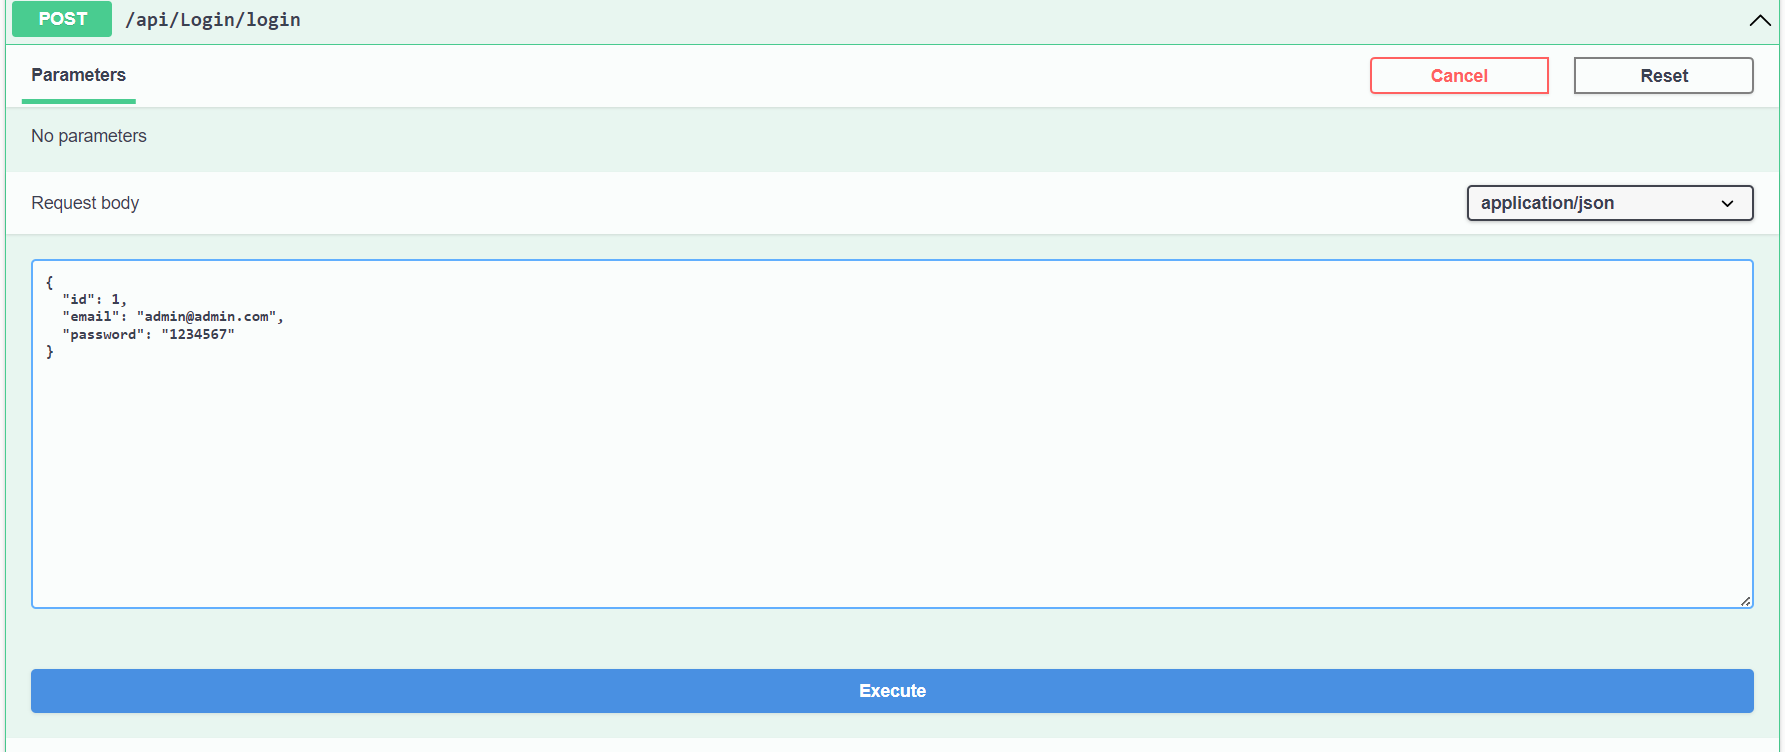 POST /api/Login/login
Parameters Cancel Reset
No parameters
Request body application/json
{
  "id": 1,
  "email": "admin@admin.com",
  "password": "1234567"
}
Execute